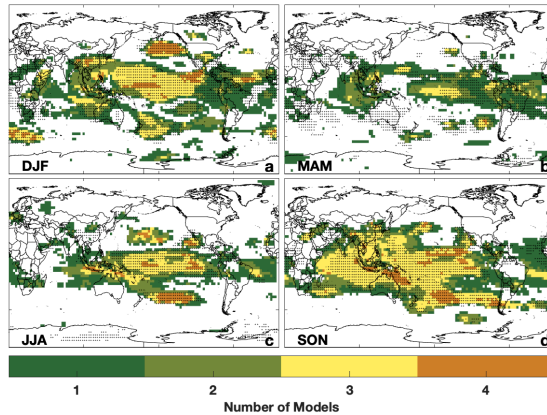 DJF a
MAM b
JJA c
SON d
1 2 3 4
Number of Models